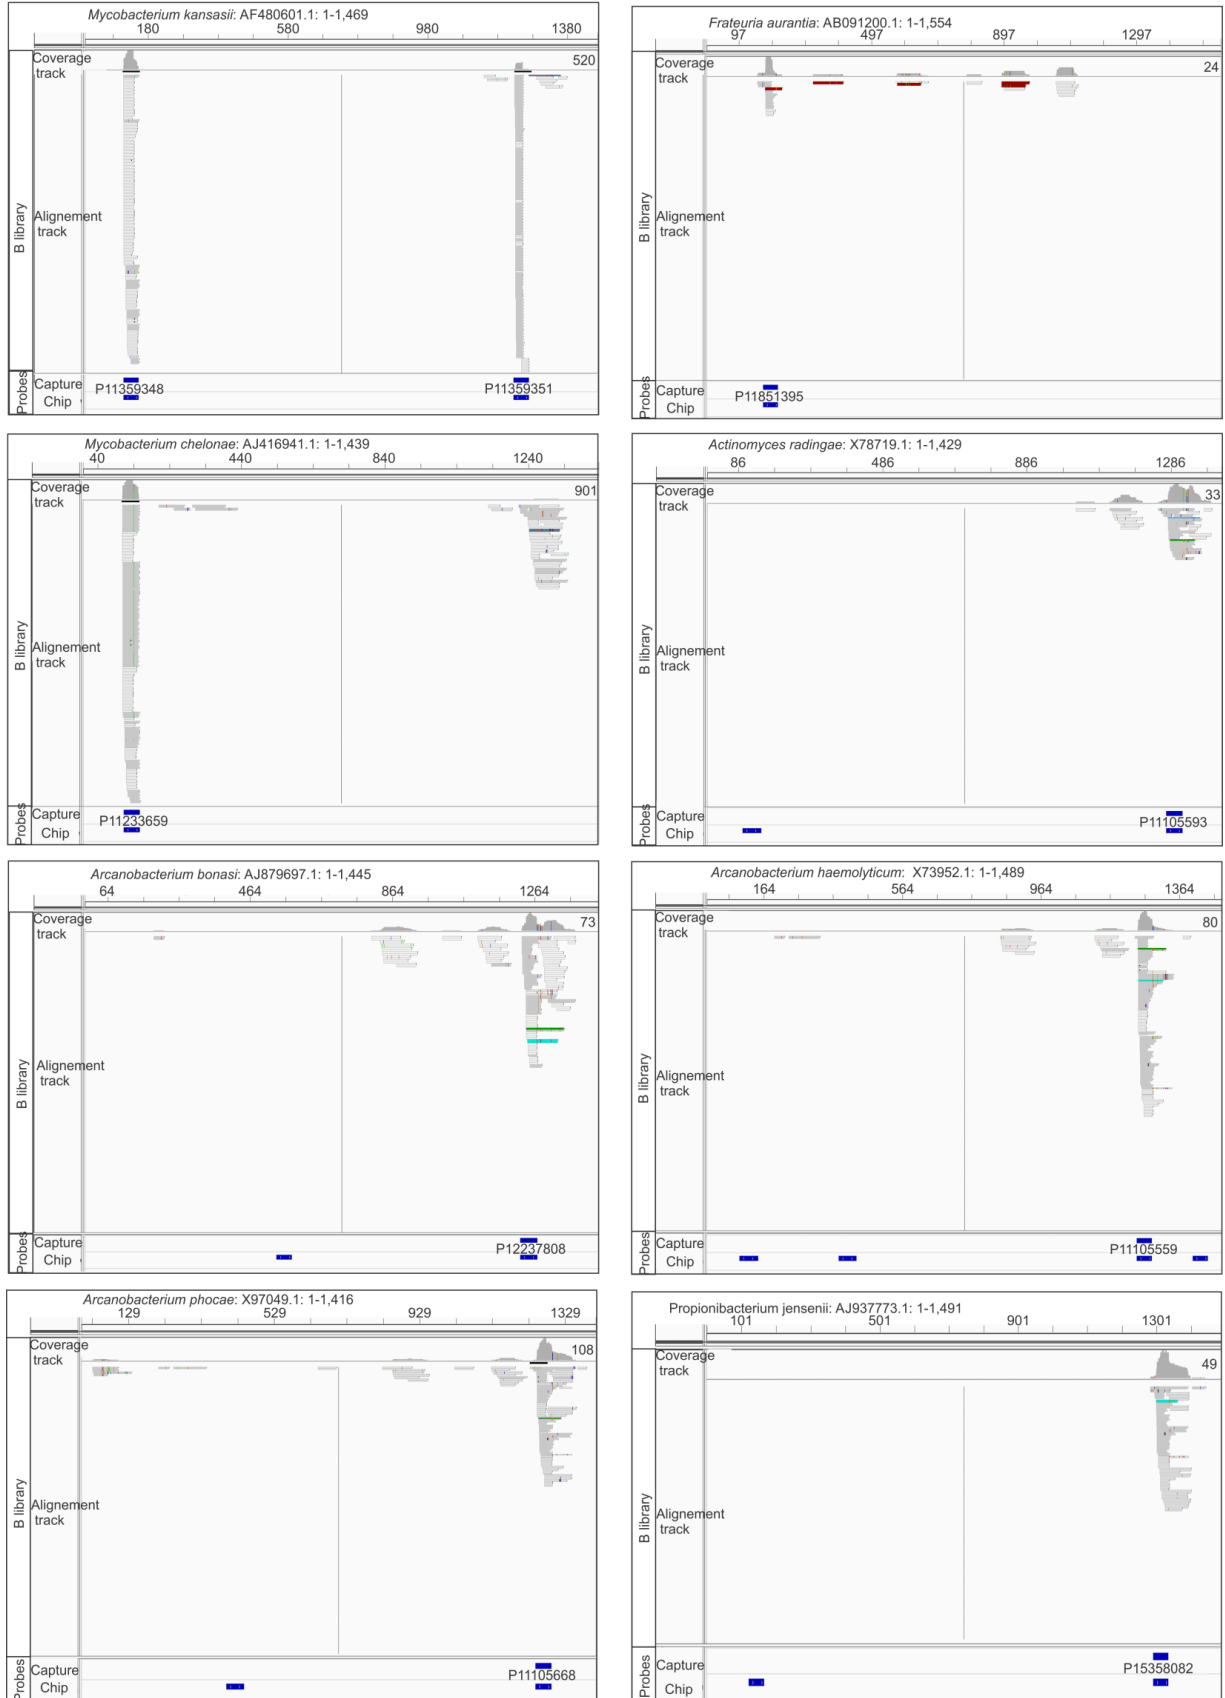 Mycobacterium kansasii: AF480601.1: 1-1,469
180 580 980 1380
Coverage track
520
B library
Alignement track
Probes
Capture
P11359348 P11359351
Chip
Frateuria aurantia: AB091200.1: 1-1,554
97 497 897 1297
Coverage track
24
B library
Alignement track
Probes
Capture
P11851395
Chip
Mycobacterium chelonae: AJ416941.1: 1-1,439
40 440 840 1240
Coverage track
901
B library
Alignement track
Probes
Capture
P11233659
Chip
Actinomyces radingae: X78719.1: 1-1,429
86 486 886 1286
Coverage track
33
B library
Alignement track
Probes
Capture
P11105593
Chip
Arcanobacterium bonasi: AJ879697.1: 1-1,445
64 464 864 1264
Coverage track
73
B library
Alignement track
Probes
Capture
P12237808
Chip
Arcanobacterium haemolyticum: X73952.1: 1-1,489
164 564 964 1364
Coverage track
80
B library
Alignement track
Probes
Capture
P11105559
Chip
Arcanobacterium phocae: X97049.1: 1-1,416
129 529 929 1329
Coverage track
108
B library
Alignement track
Probes
Capture
P11105668
Chip
Propionibacterium jensenii: AJ937773.1: 1-1,491
101 501 901 1301
Coverage track
49
B library
Alignement track
Probes
Capture
P15358082
Chip